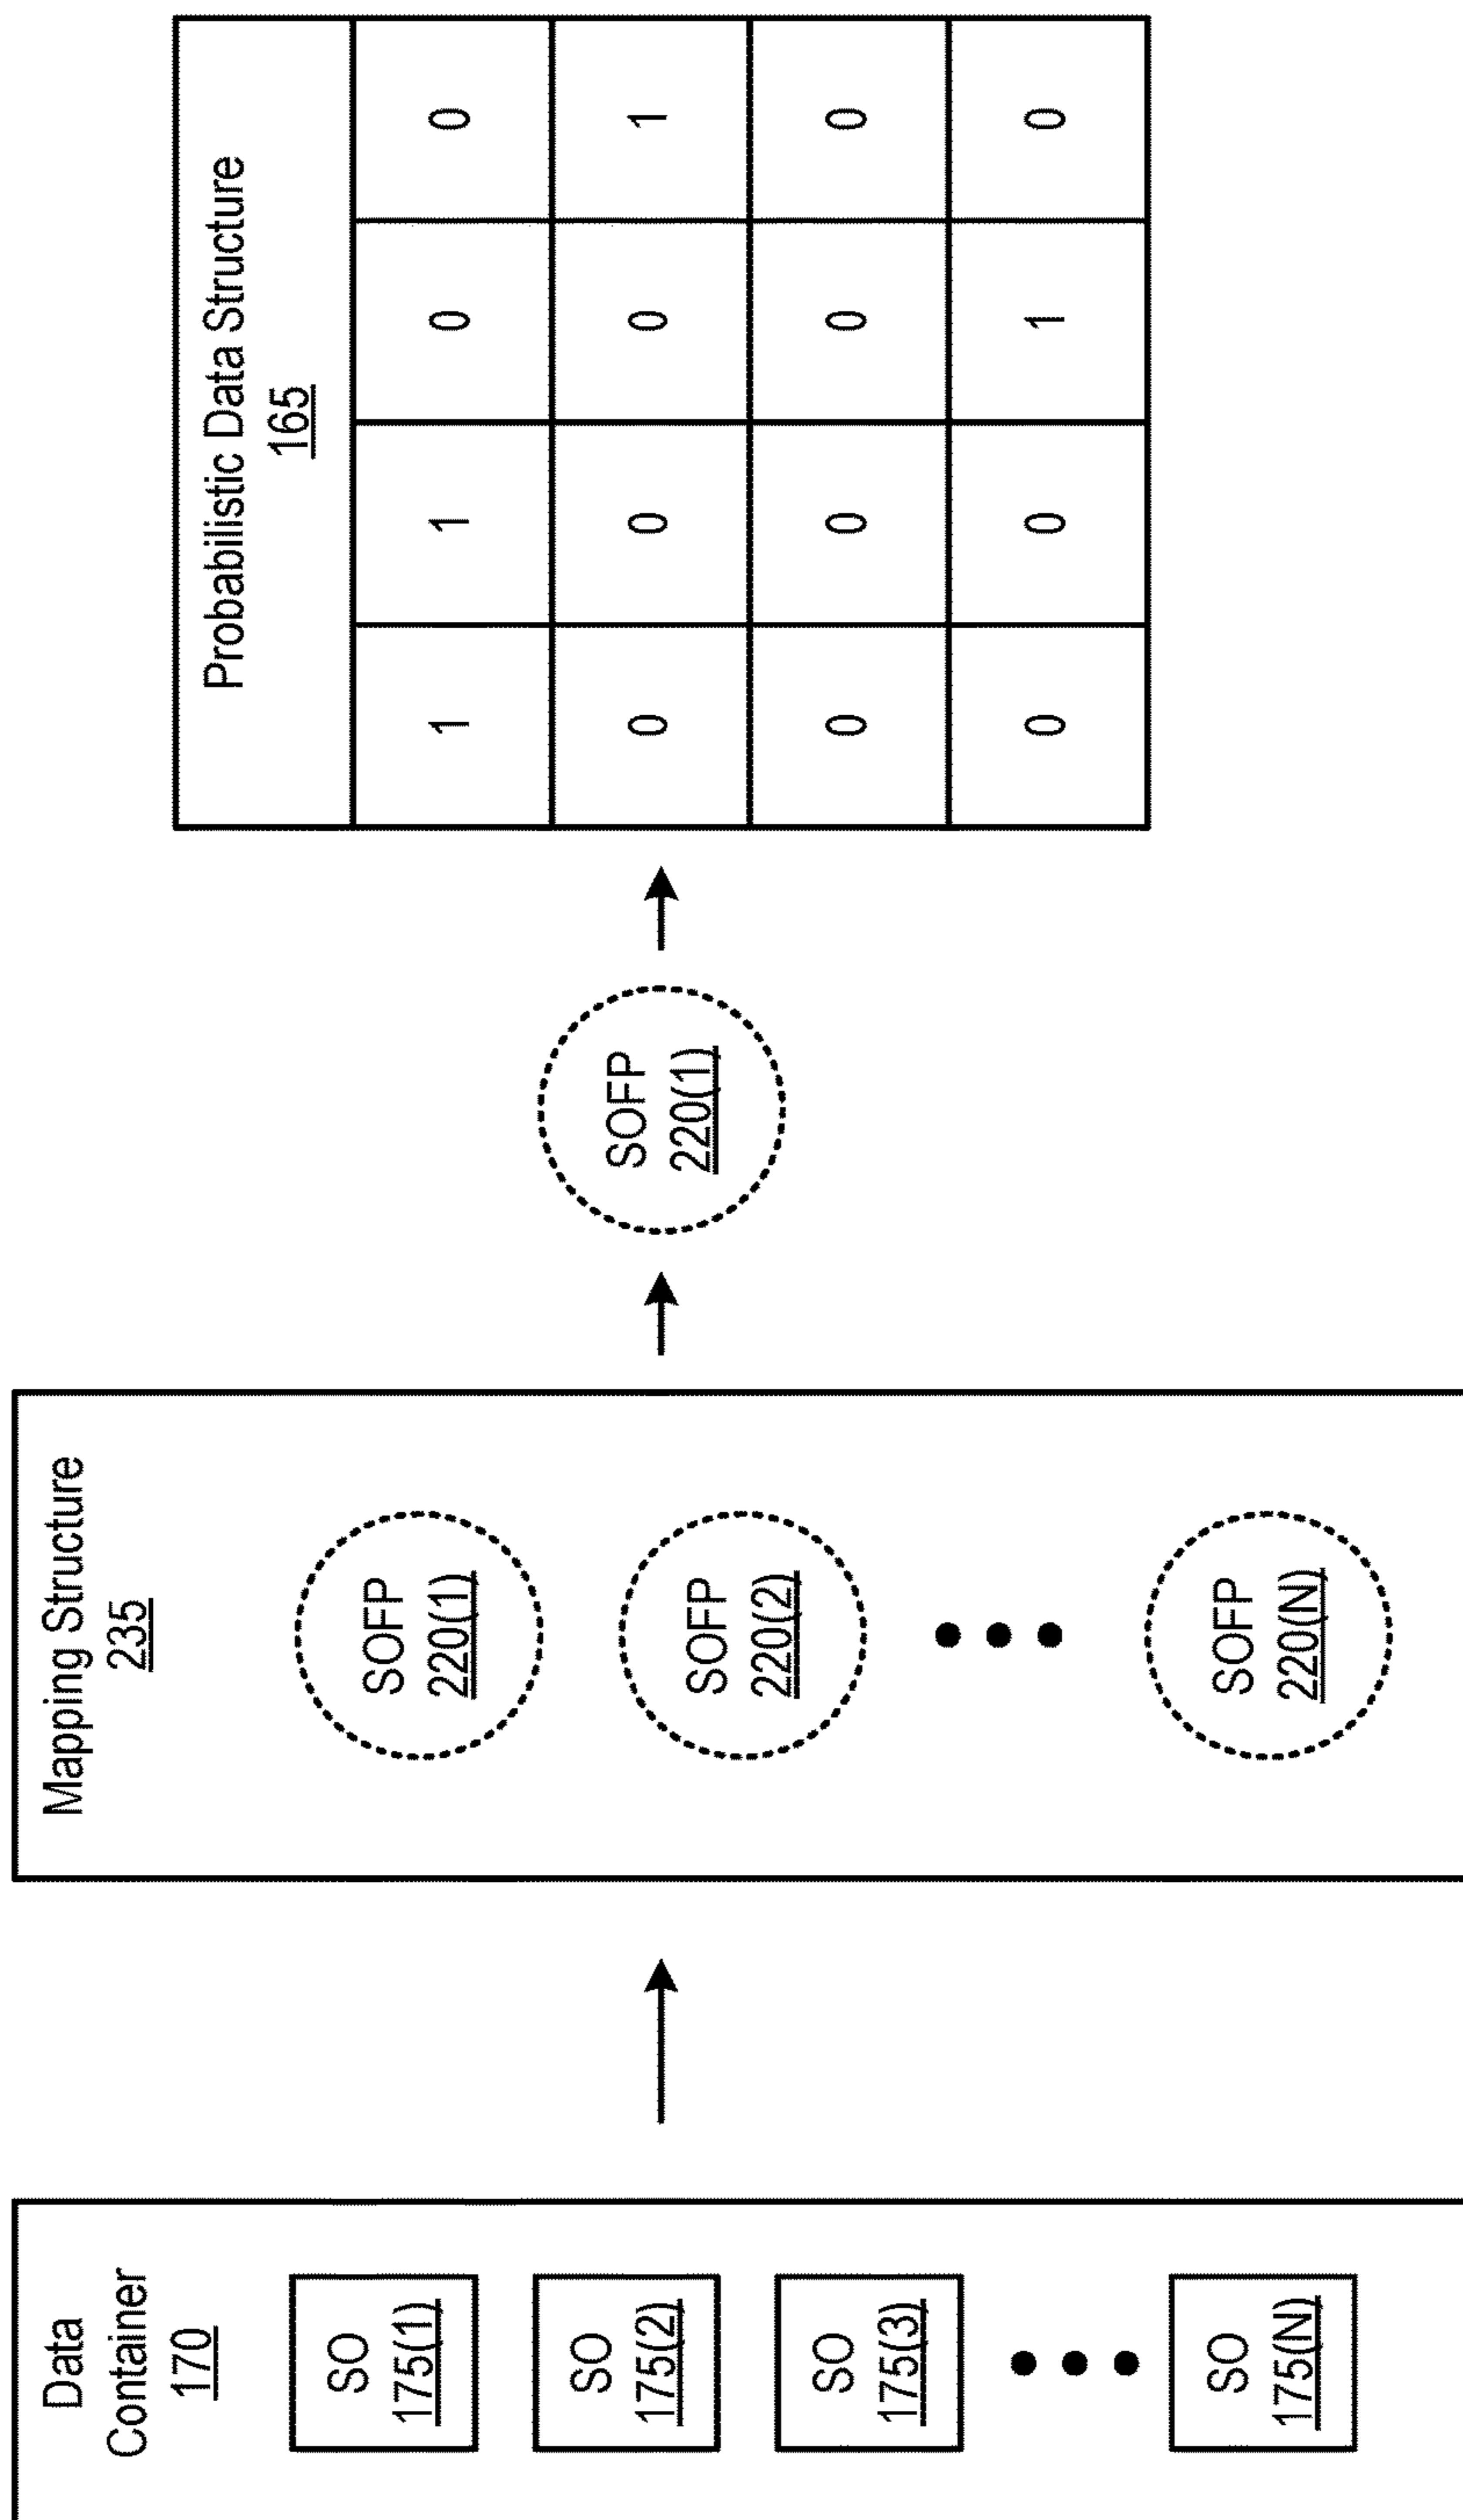 Data
Container
170
SO
175(1)
SO
175(2)
SO
175(3)
SO
175(N)
Mapping Structure
235
SOFP
220(1)
SOFP
220(2)
SOFP
220(N)
SOFP
220(1)
Probabilistic Data Structure
165
1 1 0 0
0 0 0 1
0 0 0 0
0 0 1 0